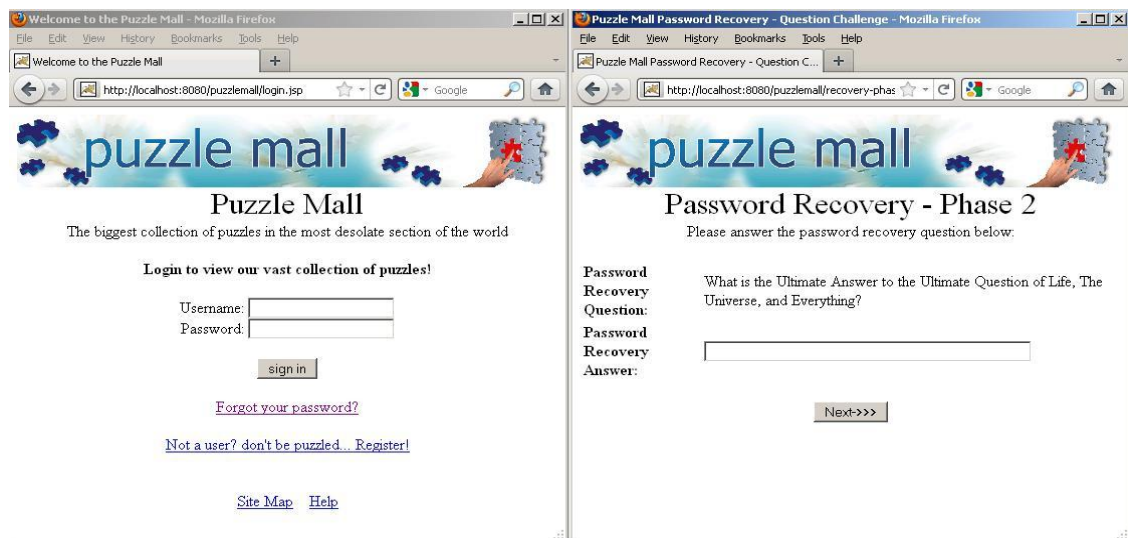 Welcome to the Puzzle Mall - Mozilla Firefox
File Edit View History Bookmarks Tools Help
Welcome to the Puzzle Mall
http://localhost:8080/puzzlemall/login.jsp
Google
puzzle mall
Puzzle Mall
The biggest collection of puzzles in the most desolate section of the world
Login to view our vast collection of puzzles!
Username:
Password:
sign in
Forgot your password?
Not a user? don't be puzzled... Register!
Site Map Help
Puzzle Mall Password Recovery - Question Challenge - Mozilla Firefox
File Edit View History Bookmarks Tools Help
Puzzle Mall Password Recovery - Question C...
http://localhost:8080/puzzlemall/recovery-phas
Google
puzzle mall
Password Recovery - Phase 2
Please answer the password recovery question below:
Password
Recovery
Question:
What is the Ultimate Answer to the Ultimate Question of Life, The
Universe, and Everything?
Password
Recovery
Answer:
Next->>>